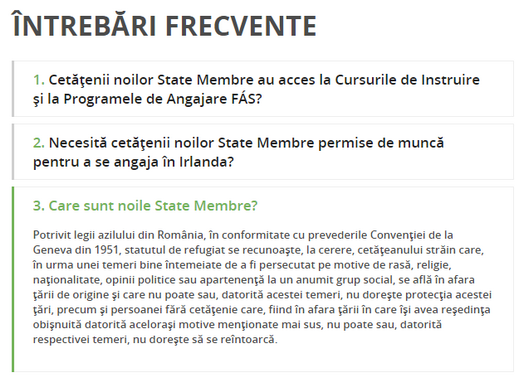 ÎNTREBĂRI FRECVENTE
1. Cetăţenii noilor State Membre au acces la Cursurile de Instruire
şi la Programele de Angajare FÁS?
2. Necesită cetăţenii noilor State Membre permise de muncă
pentru a se angaja în Irlanda?
3. Care sunt noile State Membre?
Potrivit legii azilului din România, în conformitate cu prevederile Convenţiei de la
Geneva din 1951, statutul de refugiat se recunoaşte, la cerere, cetăţeanului străin care,
în urma unei temeri bine întemeiate de a fi persecutat pe motive de rasă, religie,
naţionalitate, opinii politice sau apartenenţă la un anumit grup social, se află în afara
ţării de origine şi care nu poate sau, datorită acestei temeri, nu doreşte protecţia acestei
ţări, precum şi persoanei fără cetăţenie care, fiind în afara ţării în care îşi avea reşedinţa
obişnuită datorită aceloraşi motive menţionate mai sus, nu poate sau, datorită
respectivei temeri, nu doreşte să se reîntoarcă.